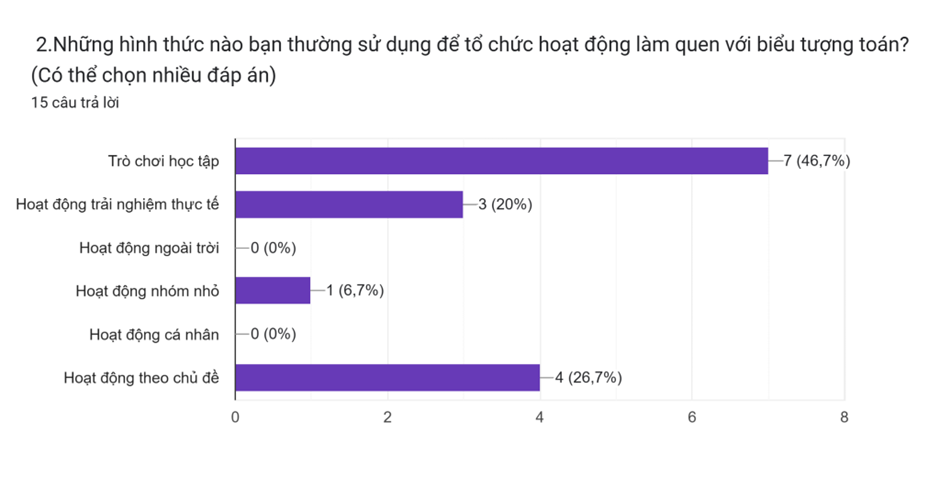 2.Những hình thức nào bạn thường sử dụng để tổ chức hoạt động làm quen với biểu tượng toán?
(Có thể chọn nhiều đáp án)
15 câu trả lời
Trò chơi học tập
7 (46,7%)
Hoạt động trải nghiệm thực tế
3 (20%)
Hoạt động ngoài trời
0 (0%)
Hoạt động nhóm nhỏ
1 (6,7%)
Hoạt động cá nhân
0 (0%)
Hoạt động theo chủ đề
4 (26,7%)
0 2 4 6 8